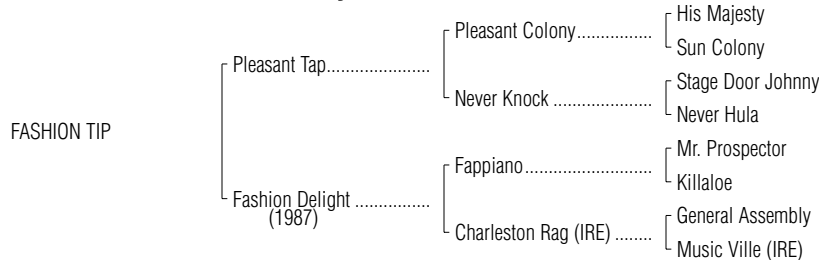 His Majesty
Pleasant Colony................
Sun Colony
Pleasant Tap......................
Stage Door Johnny
Never Knock ....................
Never Hula
FASHION TIP
Mr. Prospector
Fappiano..........................
Killaloe
Fashion Delight ................
(1987)
General Assembly
Charleston Rag (IRE) ........
Music Ville (IRE)